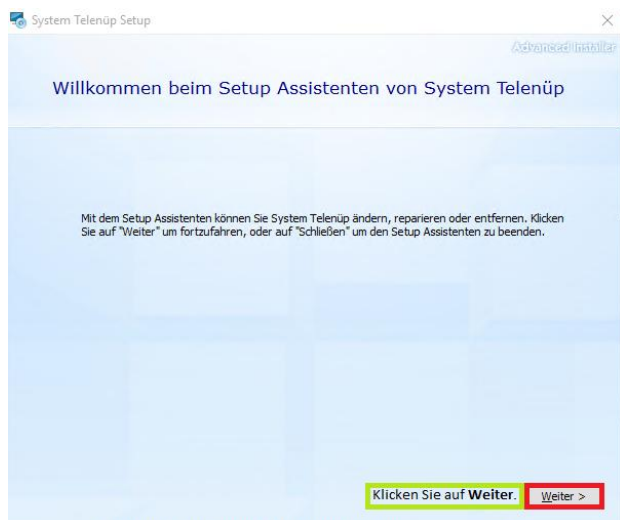 System Telenüp Setup
Advanced Installer
Willkommen beim Setup Assistenten von System Telenüp
Mit dem Setup Assistenten können Sie System Telenüp ändern, reparieren oder entfernen. Klicken
Sie auf "Weiter" um fortzufahren, oder auf "Schließen" um den Setup Assistenten zu beenden.
Klicken Sie auf Weiter.
Weiter >